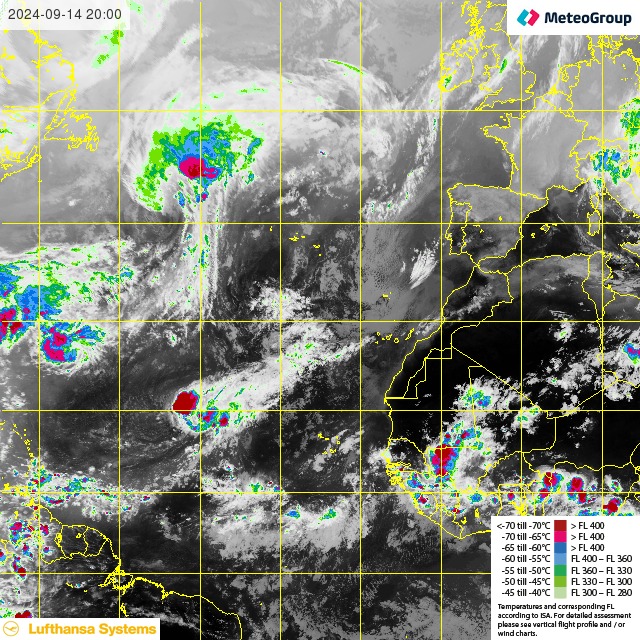 2024-09-14 20:00
MeteoGroup
<-70 till -70°C > FL 400
-70 till -65°C > FL 400
-65 till -60°C > FL 400
-60 till -55°C FL 400 – FL 360
-55 till -50°C FL 360 – FL 330
-50 till -45°C FL 330 – FL 300
-45 till -40°C FL 300 – FL 280
Temperatures and corresponding FL
according to ISA. For detailed assessment
please see vertical flight profile and / or
wind charts.
Lufthansa Systems